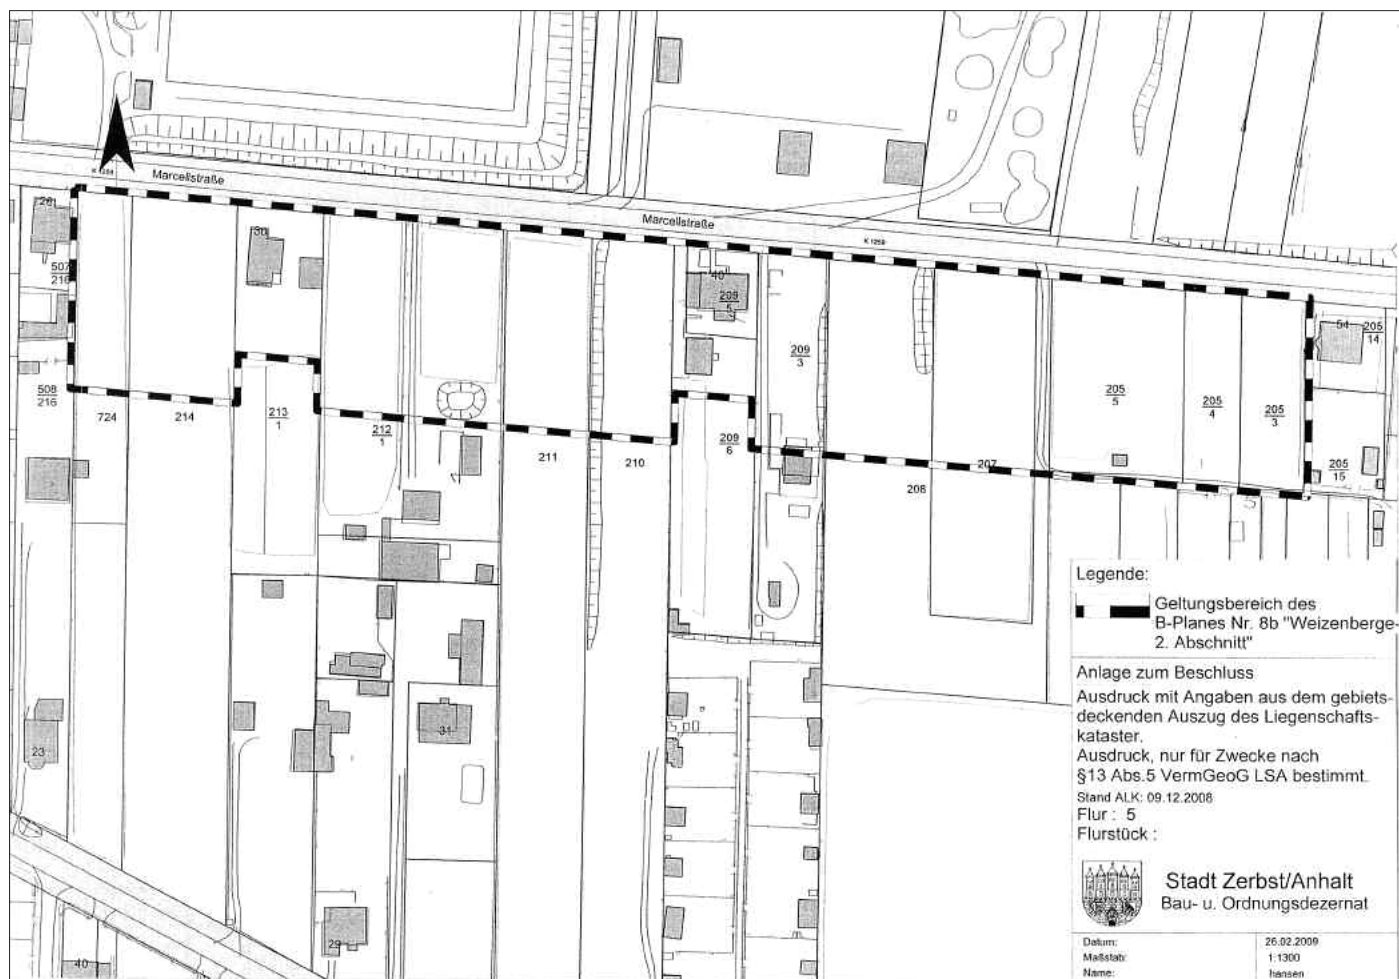 K 1259
Marcellstraße
Marcellstraße
K 1259
26
30
507
216
40
209
5
209
3
54
205
14
508
216
724
214
213
1
212
1
211
210
209
6
208
207
205
5
205
4
205
3
205
15
23
31
29
40
Legende:
Geltungsbereich des
B-Planes Nr. 8b "Weizenberge-
2. Abschnitt"
Anlage zum Beschluss
Ausdruck mit Angaben aus dem gebiets-
deckenden Auszug des Liegenschafts-
kataster.
Ausdruck, nur für Zwecke nach
§13 Abs.5 VermGeoG LSA bestimmt.
Stand ALK: 09.12.2008
Flur : 5
Flurstück :
Stadt Zerbst/Anhalt
Bau- u. Ordnungsdezernat
Datum: 26.02.2009
Maßstab: 1:1300
Name: hansen